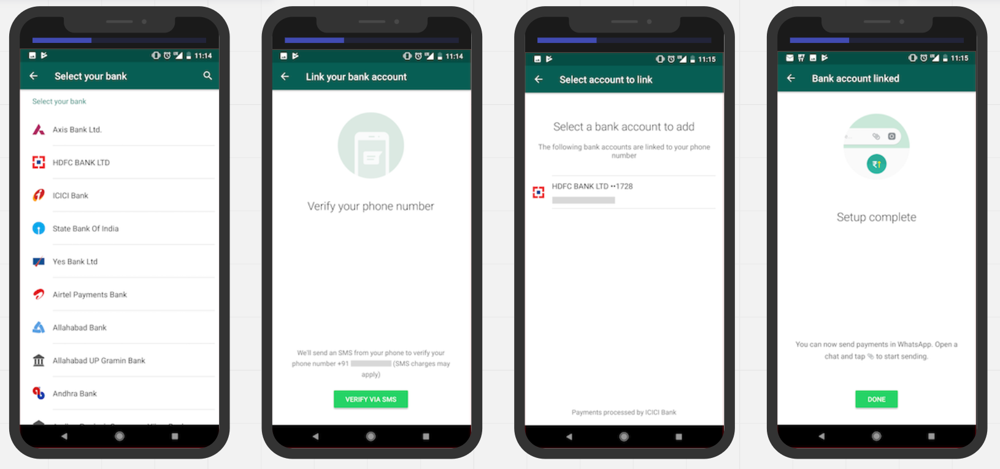 11:14
Select your bank
Select your bank
Axis Bank Ltd.
HDFC BANK LTD
ICICI Bank
State Bank Of India
Yes Bank Ltd
Airtel Payments Bank
Allahabad Bank
Allahabad UP Gramin Bank
Andhra Bank
11:14
Link your bank account
Verify your phone number
We'll send an SMS from your phone to verify your
phone number +91 (SMS charges may
apply)
VERIFY VIA SMS
11:15
Select account to link
Select a bank account to add
The following bank accounts are linked to your phone
number
HDFC BANK LTD ••1728
Payments processed by ICICI Bank
11:15
Bank account linked
₹
Setup complete
You can now send payments in WhatsApp. Open a
chat and tap to start sending.
DONE